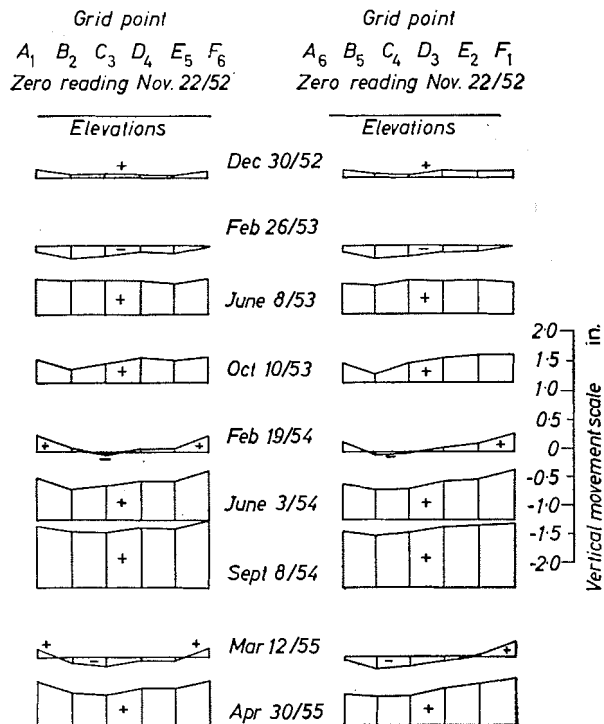 Grid point Grid point
A1 B2 C3 D4 E5 F6 A6 B5 C4 D3 E2 F1
Zero reading Nov. 22/52 Zero reading Nov. 22/52
Elevations Elevations
+ Dec 30/52 +
Feb 26/53
- -
+ June 8/53 +
2·0 in.
+ Oct 10/53 + 1·5
1·0
0·5
+ - + Feb 19/54 - + 0
-0·5
+ June 3/54 + -1·0
-1·5
+ Sept 8/54 + -2·0
Vertical movement scale
+ - + Mar 12/55 - +
+ Apr 30/55 +